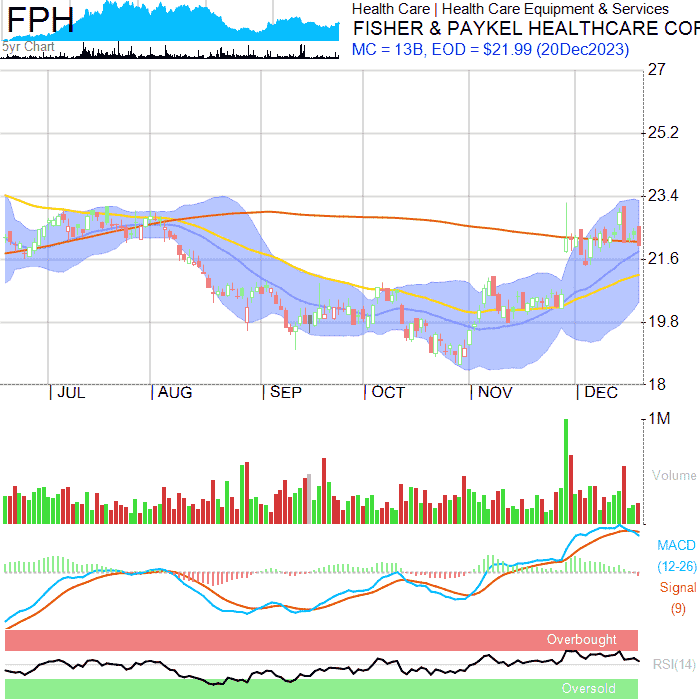 FPH
5yr Chart
Health Care | Health Care Equipment & Services
FISHER & PAYKEL HEALTHCARE COR
MC = 13B, EOD = $21.99 (20Dec2023)
27
25.2
23.4
21.6
19.8
18
JUL AUG SEP OCT NOV DEC
1M
Volume
MACD
(12-26)
Signal
(9)
Overbought
RSI(14)
Oversold